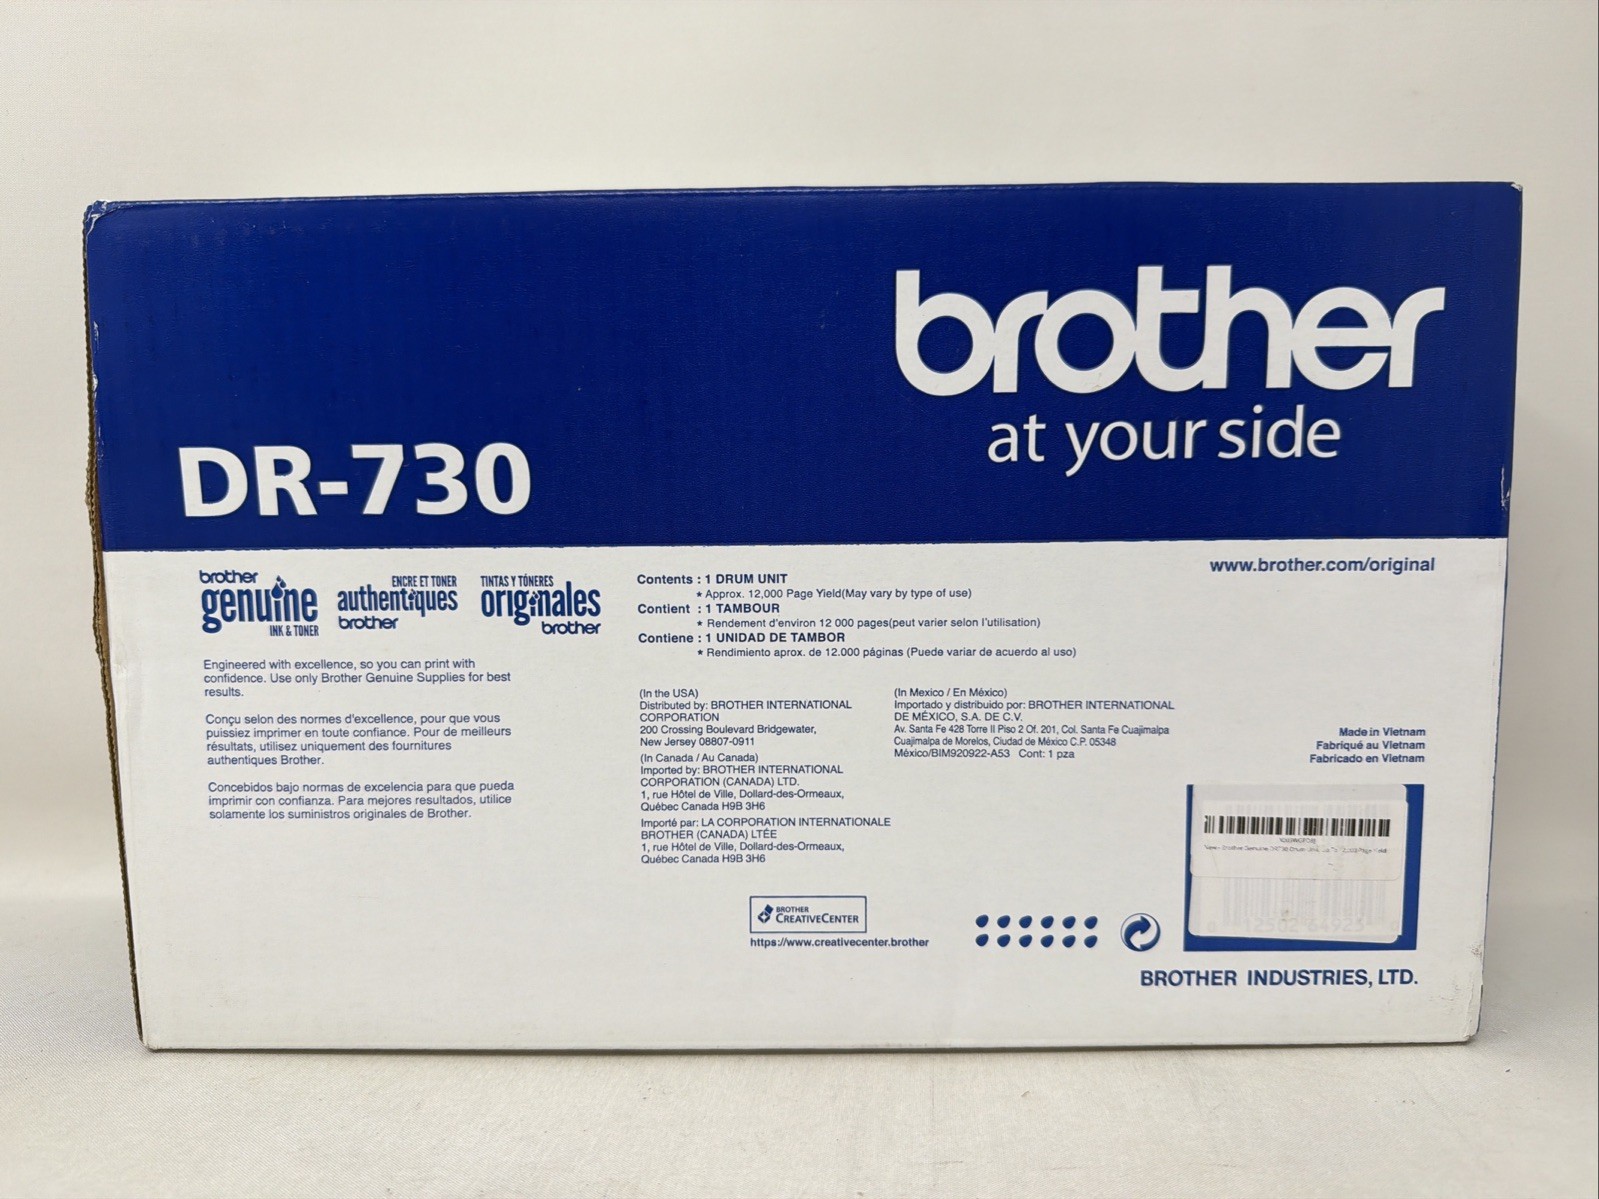 brother
at your side
DR-730
www.brother.com/original
brother
genuine
INK & TONER
ENCRE ET TONER
authentiques
brother
TINTAS Y TÓNERES
originales
brother
Engineered with excellence, so you can print with
confidence. Use only Brother Genuine Supplies for best
results.
Conçu selon des normes d'excellence, pour que vous
puissiez imprimer en toute confiance. Pour de meilleurs
résultats, utilisez uniquement des fournitures
authentiques Brother.
Concebidos bajo normas de excelencia para que pueda
imprimir con confianza. Para mejores resultados, utilice
solamente los suministros originales de Brother.
Contents : 1 DRUM UNIT
* Approx. 12,000 Page Yield(May vary by type of use)
Contient : 1 TAMBOUR
* Rendement d'environ 12 000 pages(peut varier selon l'utilisation)
Contiene : 1 UNIDAD DE TAMBOR
* Rendimiento aprox. de 12.000 páginas (Puede variar de acuerdo al uso)
(In the USA)
Distributed by: BROTHER INTERNATIONAL
CORPORATION
200 Crossing Boulevard Bridgewater,
New Jersey 08807-0911
(In Canada / Au Canada)
Imported by: BROTHER INTERNATIONAL
CORPORATION (CANADA) LTD.
1, rue Hôtel de Ville, Dollard-des-Ormeaux,
Québec Canada H9B 3H6
Importé par: LA CORPORATION INTERNATIONALE
BROTHER (CANADA) LTÉE
1, rue Hôtel de Ville, Dollard-des-Ormeaux,
Québec Canada H9B 3H6
(In Mexico / En México)
Importado y distribuido por: BROTHER INTERNATIONAL
DE MÉXICO, S.A. DE C.V.
Av. Santa Fe 428 Torre II Piso 2 Of. 201, Col. Santa Fe Cuajimalpa
Cuajimalpa de Morelos, Ciudad de México C.P. 05348
México/BIM920922-A53 Cont: 1 pza
Made in Vietnam
Fabriqué au Vietnam
Fabricado en Vietnam
BROTHER
CREATIVECENTER
https://www.creativecenter.brother
BROTHER INDUSTRIES, LTD.